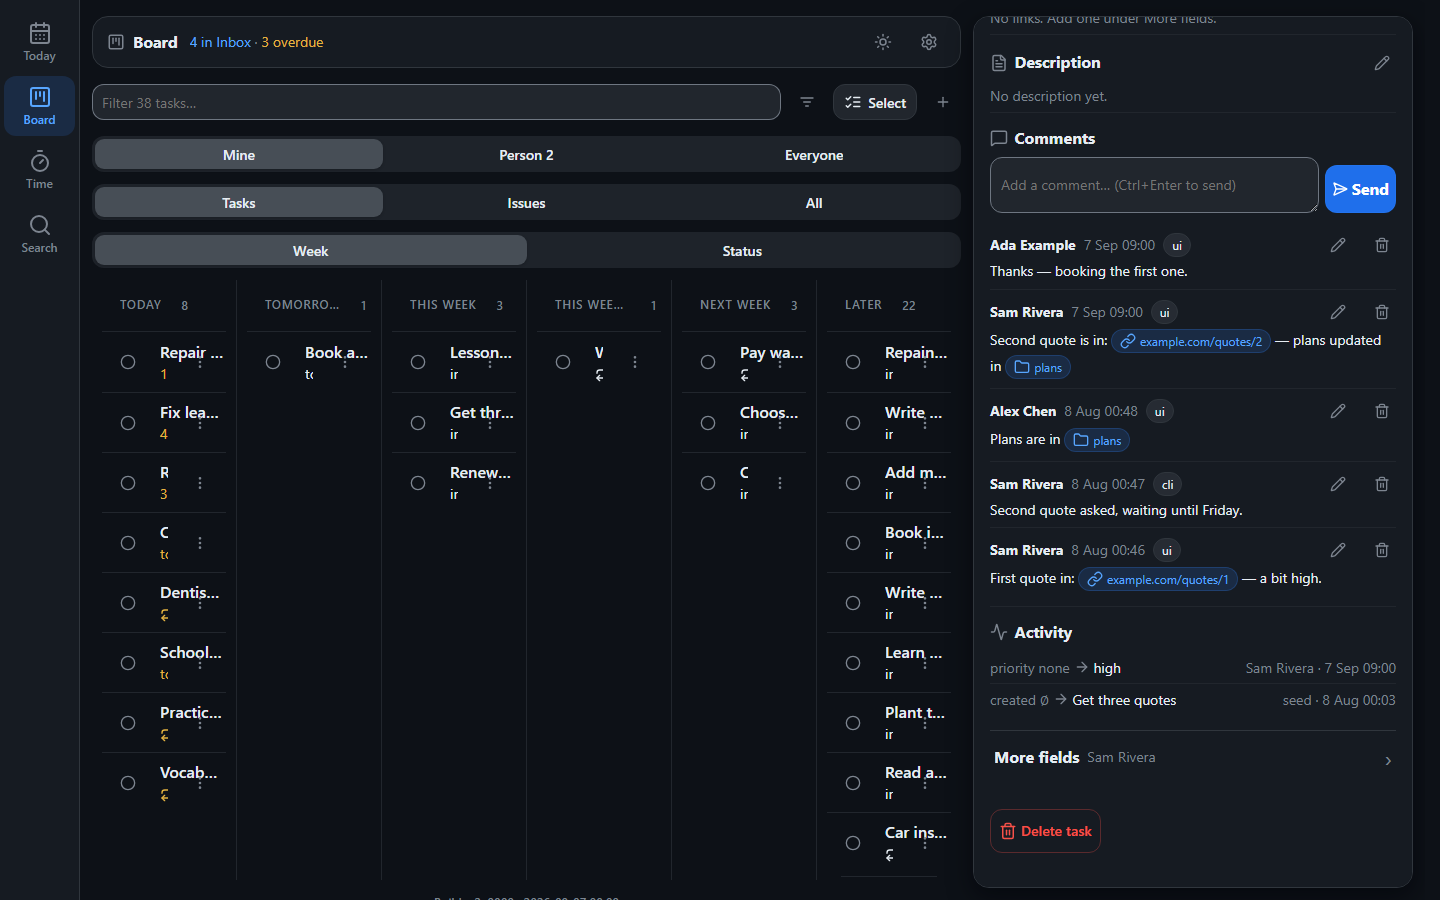 Today
Board
Time
Search
Board 4 in Inbox · 3 overdue
Filter 38 tasks...
Select
Mine Person 2 Everyone
Tasks Issues All
Week Status
TODAY 8
Repair ...
1
Fix lea...
4
R
3
C
to
Dentis...
School...
to
Practic...
Vocab...
TOMORRO... 1
Book a...
to
THIS WEEK 3
Lesson...
Get thr...
Renew...
THIS WEE... 1
NEXT WEEK 3
Pay wa...
Choos...
C
LATER 22
Repain...
Write ...
Add m...
Book i...
Write ...
Learn ...
Plant t...
Read a...
Car ins...
No links. Add one under More fields.
Description
No description yet.
Comments
Add a comment... (Ctrl+Enter to send)
Send
Ada Example 7 Sep 09:00 ui
Thanks — booking the first one.
Sam Rivera 7 Sep 09:00 ui
Second quote is in: example.com/quotes/2 — plans updated
in plans
Alex Chen 8 Aug 00:48 ui
Plans are in plans
Sam Rivera 8 Aug 00:47 cli
Second quote asked, waiting until Friday.
Sam Rivera 8 Aug 00:46 ui
First quote in: example.com/quotes/1 — a bit high.
Activity
priority none → high Sam Rivera · 7 Sep 09:00
created Ø → Get three quotes seed · 8 Aug 00:03
More fields Sam Rivera
Delete task